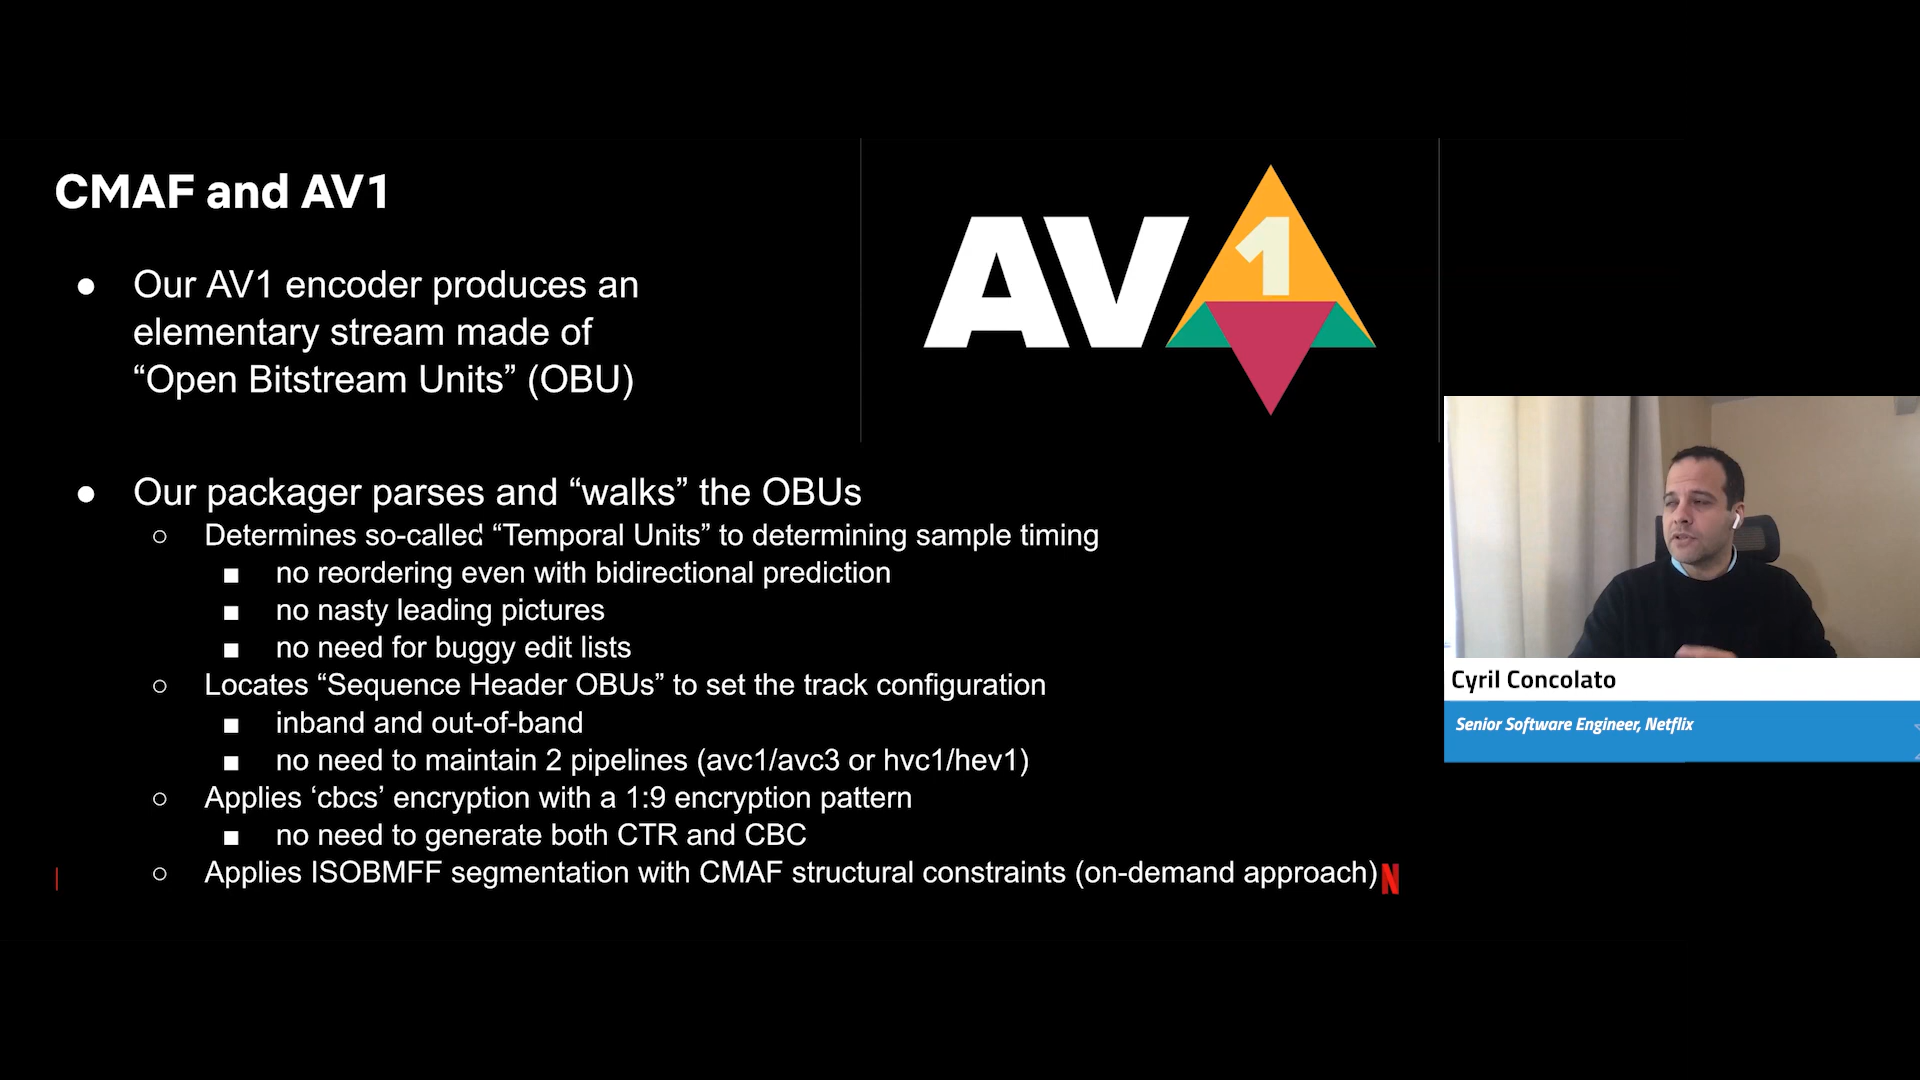 CMAF and AV1
AV1
● Our AV1 encoder produces an
elementary stream made of
“Open Bitstream Units” (OBU)
● Our packager parses and “walks” the OBUs
○ Determines so-called “Temporal Units” to determining sample timing
■ no reordering even with bidirectional prediction
■ no nasty leading pictures
■ no need for buggy edit lists
○ Locates “Sequence Header OBUs” to set the track configuration
■ inband and out-of-band
■ no need to maintain 2 pipelines (avc1/avc3 or hvc1/hev1)
○ Applies ‘cbcs’ encryption with a 1:9 encryption pattern
■ no need to generate both CTR and CBC
○ Applies ISOBMFF segmentation with CMAF structural constraints (on-demand approach)
N
Cyril Concolato
Senior Software Engineer, Netflix